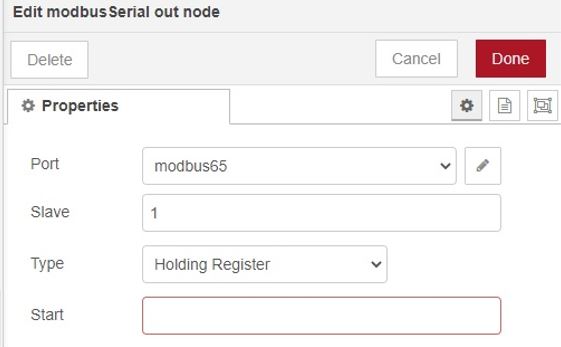 Edit modbusSerial out node
Delete
Cancel
Done
Properties
Port
modbus65
Slave
1
Type
Holding Register
Start